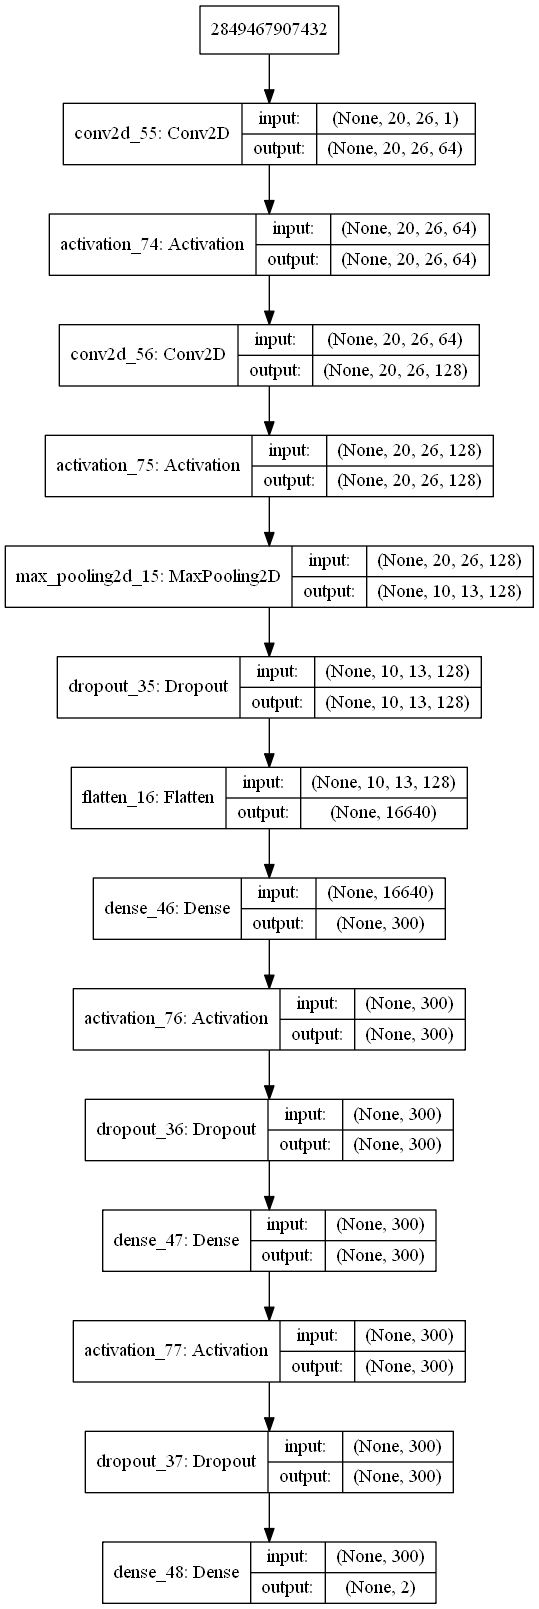 2849467907432
conv2d_55: Conv2D
input: (None, 20, 26, 1)
output: (None, 20, 26, 64)
activation_74: Activation
input: (None, 20, 26, 64)
output: (None, 20, 26, 64)
conv2d_56: Conv2D
input: (None, 20, 26, 64)
output: (None, 20, 26, 128)
activation_75: Activation
input: (None, 20, 26, 128)
output: (None, 20, 26, 128)
max_pooling2d_15: MaxPooling2D
input: (None, 20, 26, 128)
output: (None, 10, 13, 128)
dropout_35: Dropout
input: (None, 10, 13, 128)
output: (None, 10, 13, 128)
flatten_16: Flatten
input: (None, 10, 13, 128)
output: (None, 16640)
dense_46: Dense
input: (None, 16640)
output: (None, 300)
activation_76: Activation
input: (None, 300)
output: (None, 300)
dropout_36: Dropout
input: (None, 300)
output: (None, 300)
dense_47: Dense
input: (None, 300)
output: (None, 300)
activation_77: Activation
input: (None, 300)
output: (None, 300)
dropout_37: Dropout
input: (None, 300)
output: (None, 300)
dense_48: Dense
input: (None, 300)
output: (None, 2)